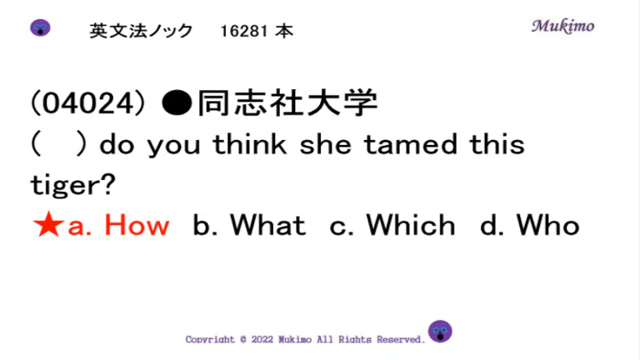 英文法ノック 16281 本
Mukimo
(04024) ●同志社大学
( ) do you think she tamed this
tiger?
★a. How b. What c. Which d. Who
Copyright © 2022 Mukimo All Rights Reserved.